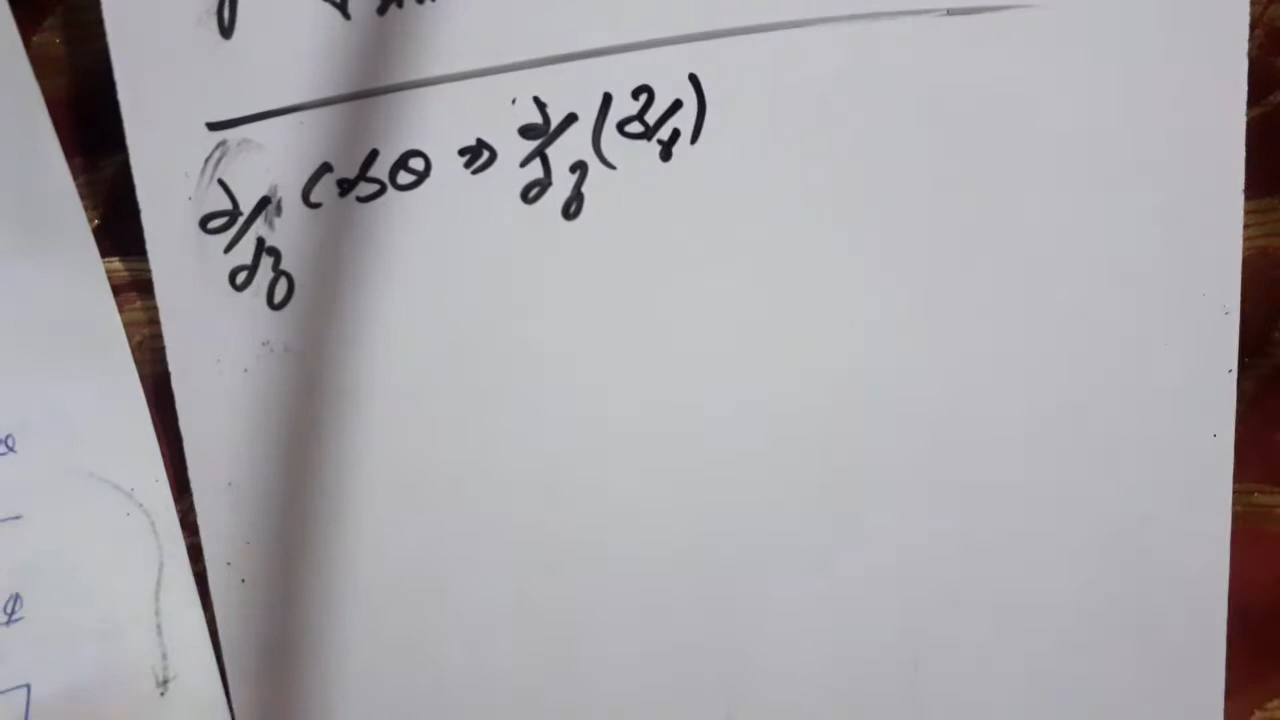 ∂/∂z cosθ ⇒ ∂/∂z (z/r)